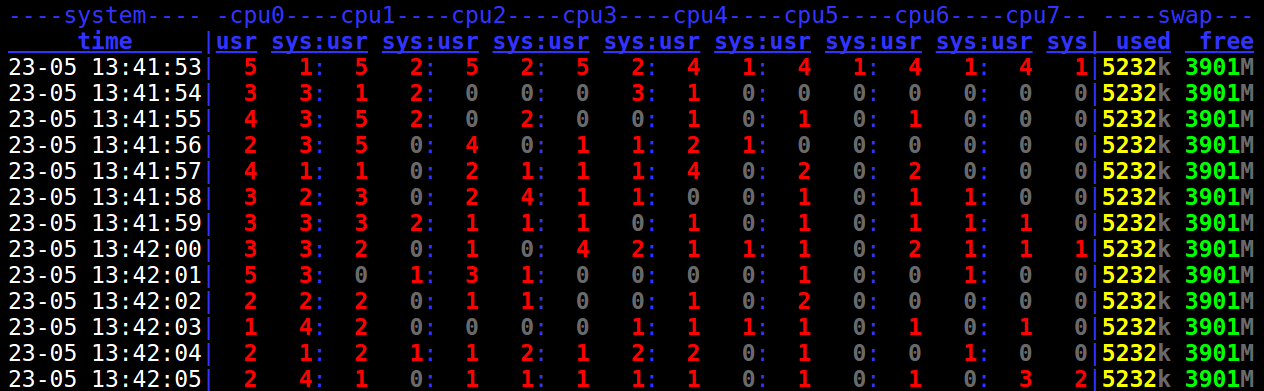 ----system---- -cpu0----cpu1----cpu2----cpu3----cpu4----cpu5----cpu6----cpu7-- ----swap---
     time     |usr sys:usr sys:usr sys:usr sys:usr sys:usr sys:usr sys:usr sys| used  free
23-05 13:41:53|  5   1:  5   2:  5   2:  5   2:  4   1:  4   1:  4   1:  4   1|5232k 3901M
23-05 13:41:54|  3   3:  1   2:  0   0:  0   3:  1   0:  0   0:  0   0:  0   0|5232k 3901M
23-05 13:41:55|  4   3:  5   2:  0   2:  0   0:  1   0:  1   0:  1   0:  0   0|5232k 3901M
23-05 13:41:56|  2   3:  5   0:  4   0:  1   1:  2   1:  0   0:  0   0:  0   0|5232k 3901M
23-05 13:41:57|  4   1:  1   0:  2   1:  1   1:  4   0:  2   0:  2   0:  0   0|5232k 3901M
23-05 13:41:58|  3   2:  3   0:  2   4:  1   1:  0   0:  1   0:  1   1:  0   0|5232k 3901M
23-05 13:41:59|  3   3:  3   2:  1   1:  1   0:  1   0:  1   0:  1   1:  1   0|5232k 3901M
23-05 13:42:00|  3   3:  2   0:  1   0:  4   2:  1   1:  1   0:  2   1:  1   1|5232k 3901M
23-05 13:42:01|  5   3:  0   1:  3   1:  0   0:  0   0:  1   0:  0   1:  0   0|5232k 3901M
23-05 13:42:02|  2   2:  2   0:  1   1:  0   0:  1   0:  2   0:  0   0:  0   0|5232k 3901M
23-05 13:42:03|  1   4:  2   0:  0   0:  0   1:  1   1:  1   0:  1   0:  1   0|5232k 3901M
23-05 13:42:04|  2   1:  2   1:  1   2:  1   2:  2   0:  1   0:  0   1:  0   0|5232k 3901M
23-05 13:42:05|  2   4:  1   0:  1   1:  1   1:  1   0:  1   0:  1   0:  3   2|5232k 3901M